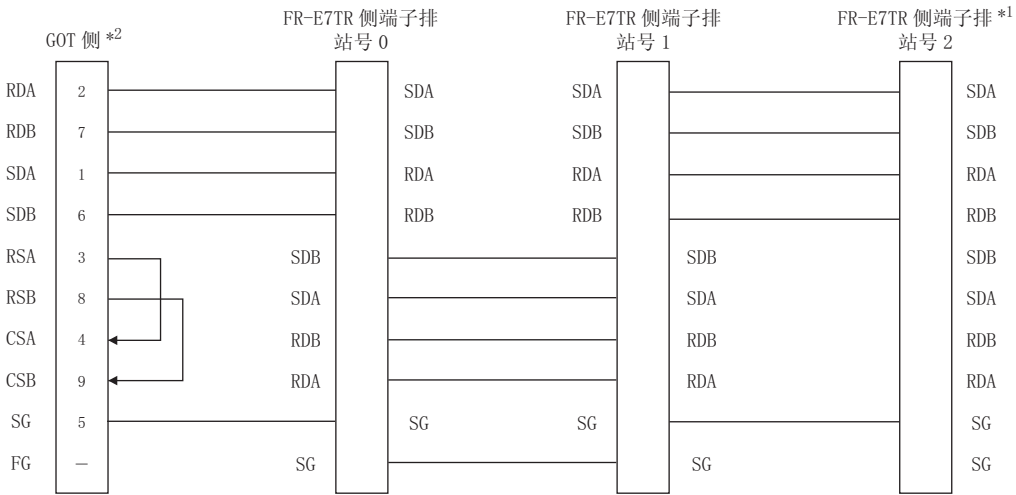 FR-E7TR 侧端子排 FR-E7TR 侧端子排 FR-E7TR 侧端子排 *1
GOT 侧 *2 站号 0 站号 1 站号 2
RDA 2 SDA SDA SDA
RDB 7 SDB SDB SDB
SDA 1 RDA RDA RDA
SDB 6 RDB RDB RDB
RSA 3 SDB SDB SDB
RSB 8 SDA SDA SDA
CSA 4 RDB RDB RDB
CSB 9 RDA RDA RDA
SG 5 SG SG SG
FG － SG SG SG